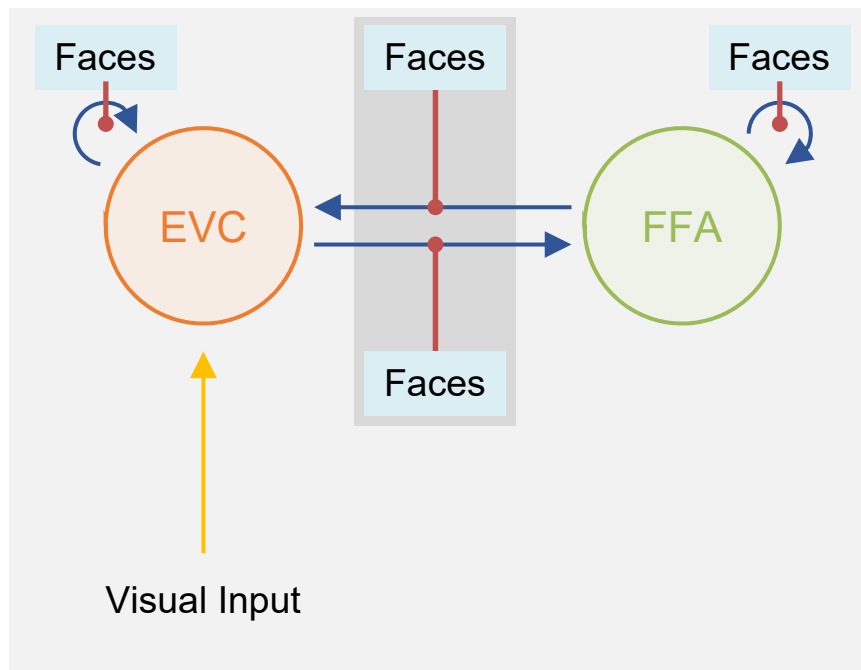 Faces
Faces
Faces
EVC
FFA
Faces
Visual Input